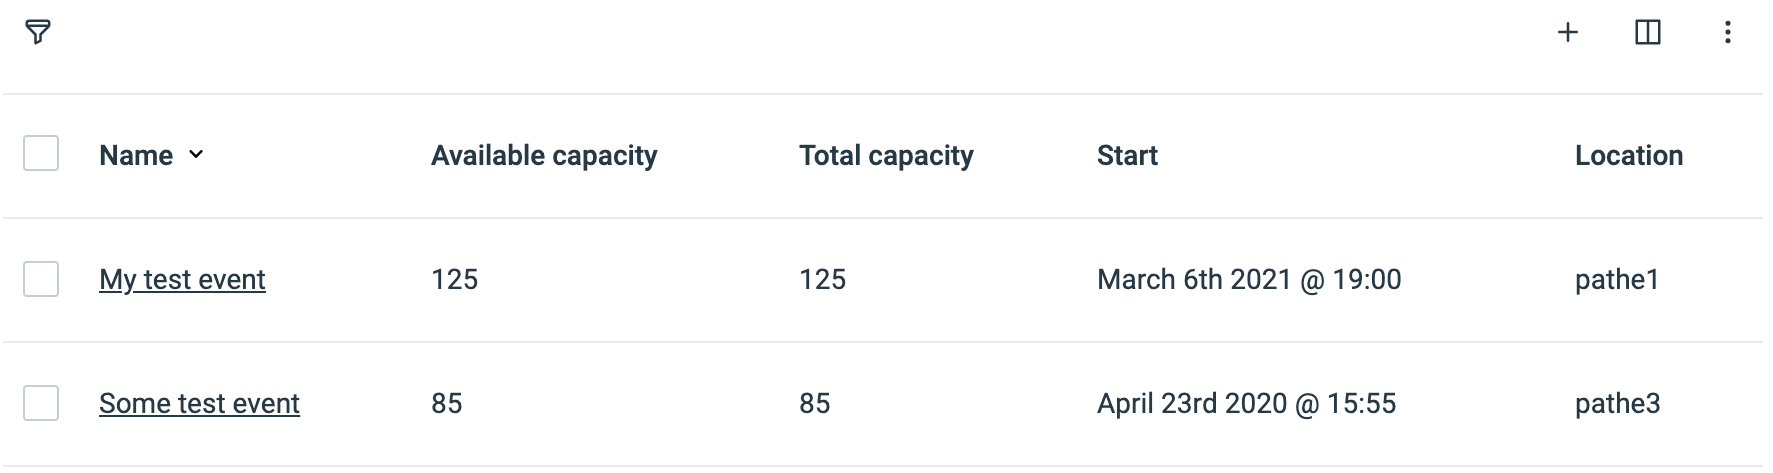 Name Available capacity Total capacity Start Location
My test event 125 125 March 6th 2021 @ 19:00 pathe1
Some test event 85 85 April 23rd 2020 @ 15:55 pathe3